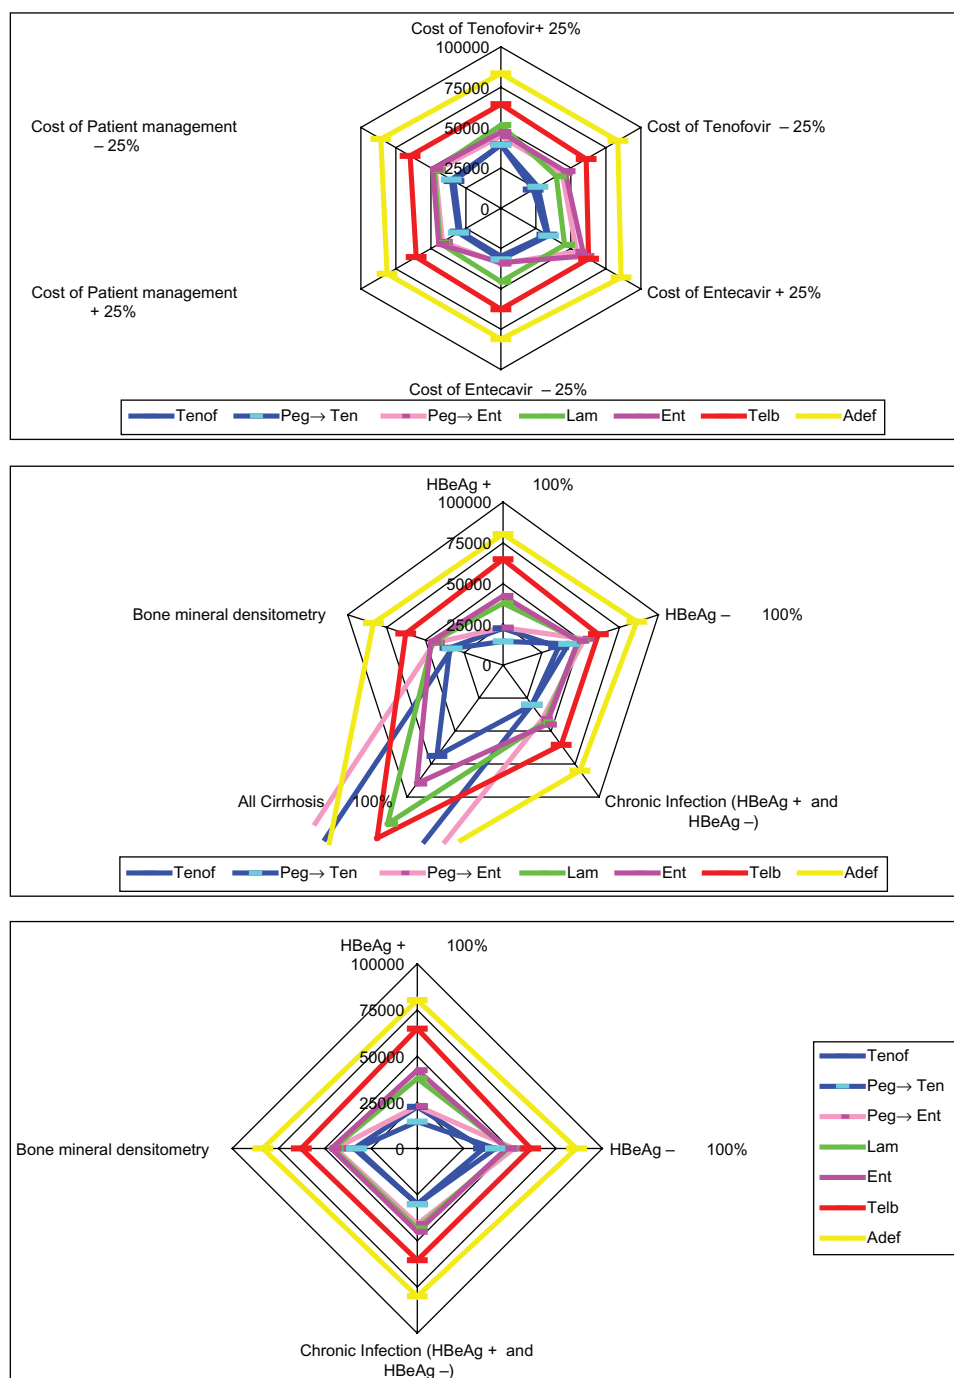 Cost of Tenofovir+ 25%
100000
75000
50000
25000
0
Cost of Patient management
– 25%
Cost of Tenofovir – 25%
Cost of Patient management
+ 25%
Cost of Entecavir + 25%
Cost of Entecavir – 25%
Tenof Peg→ Ten Peg→ Ent Lam Ent Telb Adef
HBeAg + 100%
100000
75000
50000
25000
0
Bone mineral densitometry
HBeAg – 100%
All Cirrhosis 100%
Chronic Infection (HBeAg + and
HBeAg –)
Tenof Peg→ Ten Peg→ Ent Lam Ent Telb Adef
HBeAg + 100%
100000
75000
50000
25000
0
Bone mineral densitometry
HBeAg – 100%
Chronic Infection (HBeAg + and
HBeAg –)
Tenof
Peg→ Ten
Peg→ Ent
Lam
Ent
Telb
Adef